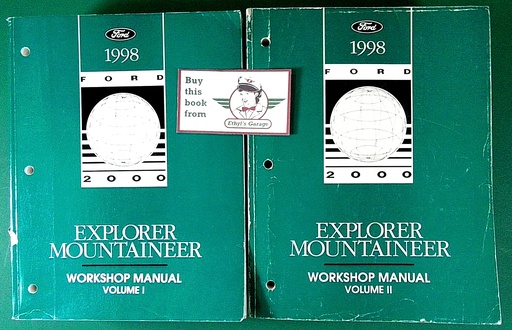 Ford
1998
FORD
2000
EXPLORER
MOUNTAINEER
WORKSHOP MANUAL
VOLUME I
Buy
this
book
from
Ethyl's Garage
Ford
1998
FORD
2000
EXPLORER
MOUNTAINEER
WORKSHOP MANUAL
VOLUME II